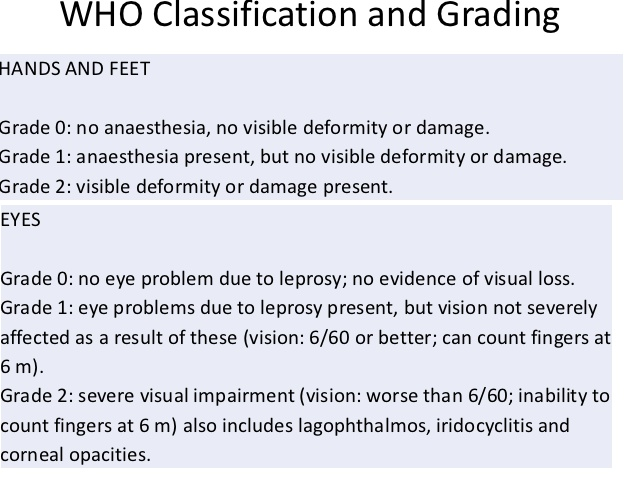 WHO Classification and Grading
HANDS AND FEET
Grade 0: no anaesthesia, no visible deformity or damage.
Grade 1: anaesthesia present, but no visible deformity or damage.
Grade 2: visible deformity or damage present.
EYES
Grade 0: no eye problem due to leprosy; no evidence of visual loss.
Grade 1: eye problems due to leprosy present, but vision not severely
affected as a result of these (vision: 6/60 or better; can count fingers at
6 m).
Grade 2: severe visual impairment (vision: worse than 6/60; inability to
count fingers at 6 m) also includes lagophthalmos, iridocyclitis and
corneal opacities.